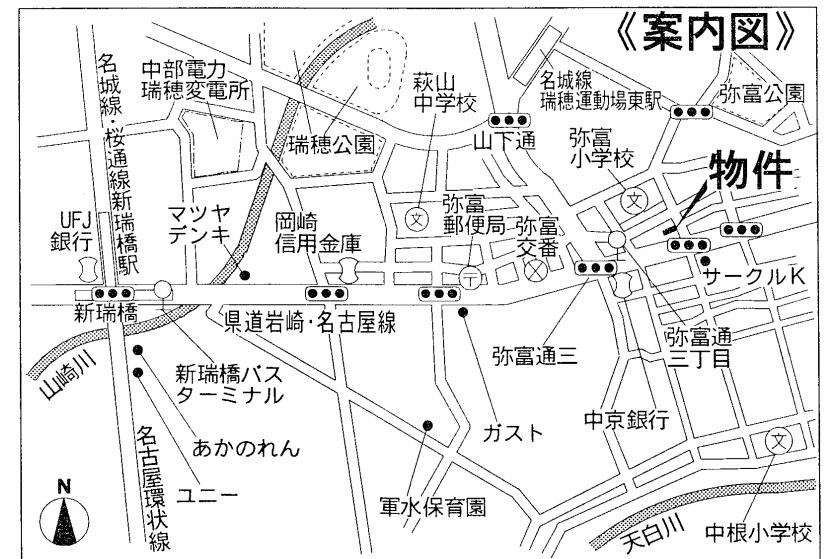 《案内図》
名城線・桜通線新瑞橋駅
中部電力
瑞穂変電所
瑞穂公園
萩山
中学校
名城線
瑞穂運動場東駅
山下通
弥富公園
弥富
小学校
文
物件
UFJ
銀行
マツヤ
デンキ
岡崎
信用金庫
文
弥富
郵便局
〒
弥富
交番
サークルK
新瑞橋
県道岩崎・名古屋線
弥富通三
弥富通
三丁目
山崎川
新瑞橋バス
ターミナル
あかのれん
ユニー
名古屋環状線
ガスト
中京銀行
軍水保育園
文
天白川
中根小学校
N